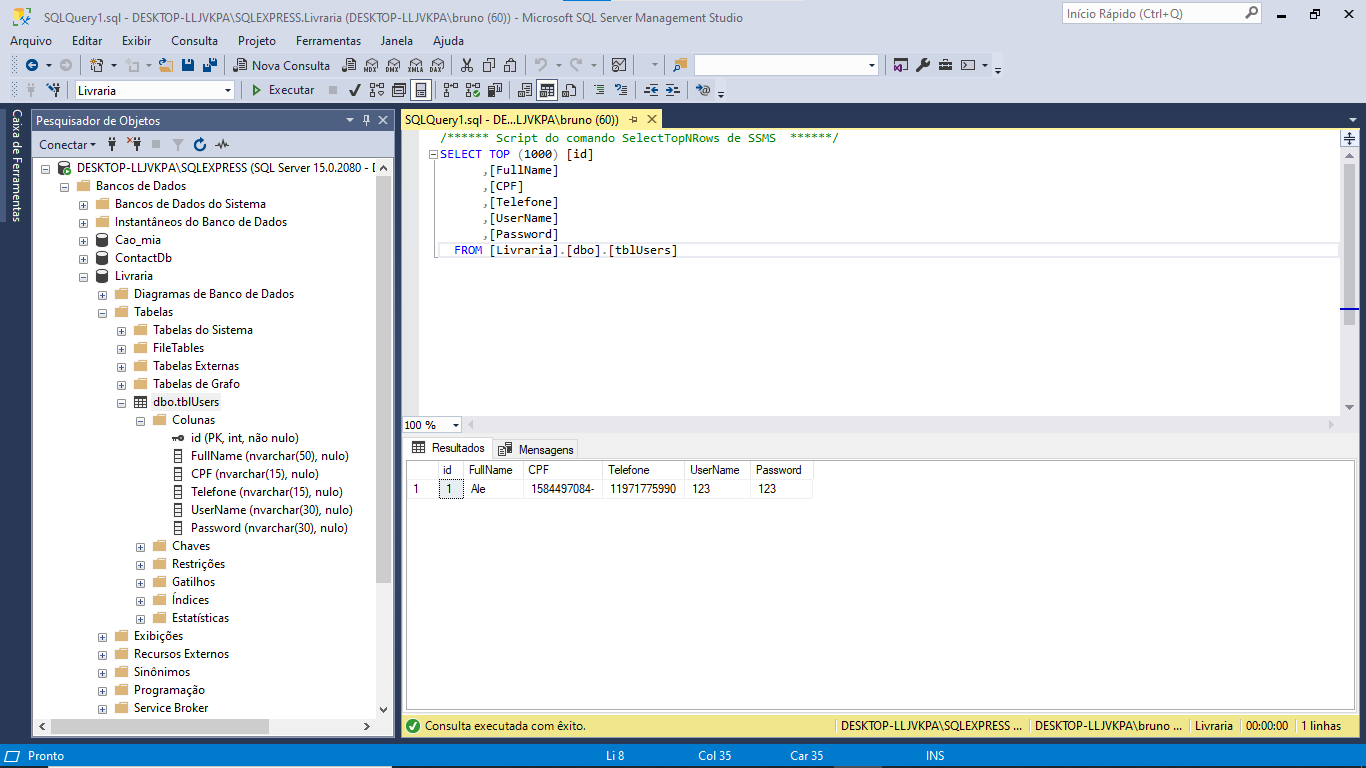 SQLQuery1.sql - DESKTOP-LLJVKPA\SQLEXPRESS.Livraria (DESKTOP-LLJVKPA\bruno (60)) - Microsoft SQL Server Management Studio
Início Rápido (Ctrl+Q)
Arquivo Editar Exibir Consulta Projeto Ferramentas Janela Ajuda
Nova Consulta
MDX DMX XMLA DAX
Livraria
Executar
Caixa de Ferramentas
Pesquisador de Objetos
Conectar
DESKTOP-LLJVKPA\SQLEXPRESS (SQL Server 15.0.2080 - D
Bancos de Dados
Bancos de Dados do Sistema
Instantâneos do Banco de Dados
Cao_mia
ContactDb
Livraria
Diagramas de Banco de Dados
Tabelas
Tabelas do Sistema
FileTables
Tabelas Externas
Tabelas de Grafo
dbo.tblUsers
Colunas
id (PK, int, não nulo)
FullName (nvarchar(50), nulo)
CPF (nvarchar(15), nulo)
Telefone (nvarchar(15), nulo)
UserName (nvarchar(30), nulo)
Password (nvarchar(30), nulo)
Chaves
Restrições
Gatilhos
Índices
Estatísticas
Exibições
Recursos Externos
Sinônimos
Programação
Service Broker
SQLQuery1.sql - DE...LJVKPA\bruno (60))
/****** Script do comando SelectTopNRows de SSMS  ******/
SELECT TOP (1000) [id]
,[FullName]
,[CPF]
,[Telefone]
,[UserName]
,[Password]
FROM [Livraria].[dbo].[tblUsers]
100 %
Resultados Mensagens
id FullName CPF Telefone UserName Password
1 1 Ale 1584497084- 11971775990 123 123
Consulta executada com êxito. DESKTOP-LLJVKPA\SQLEXPRESS ... DESKTOP-LLJVKPA\bruno ... Livraria 00:00:00 1 linhas
Pronto Li 8 Col 35 Car 35 INS